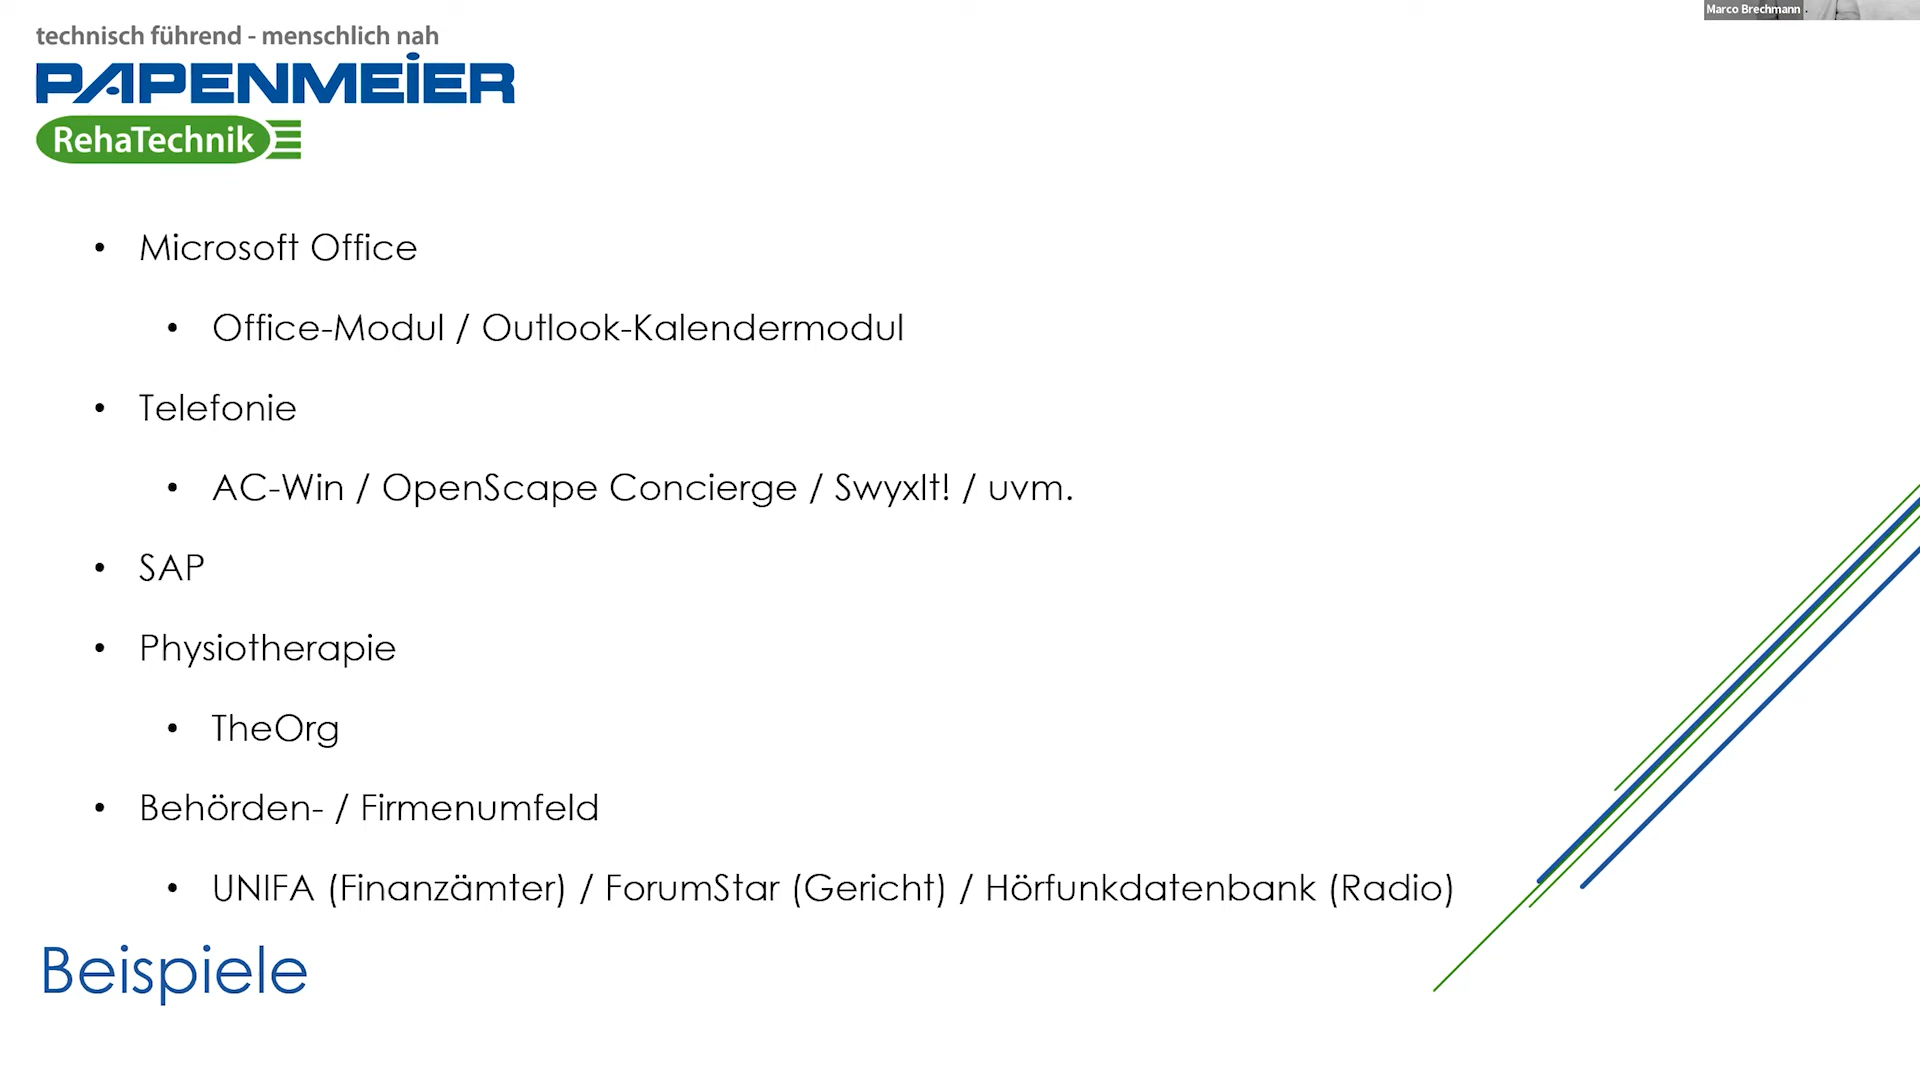 Marco Brechmann
technisch führend - menschlich nah
PAPENMEIER
RehaTechnik
• Microsoft Office
• Office-Modul / Outlook-Kalendermodul
• Telefonie
• AC-Win / OpenScape Concierge / SwyxIt! / uvm.
• SAP
• Physiotherapie
• TheOrg
• Behörden- / Firmenumfeld
• UNIFA (Finanzämter) / ForumStar (Gericht) / Hörfunkdatenbank (Radio)
Beispiele